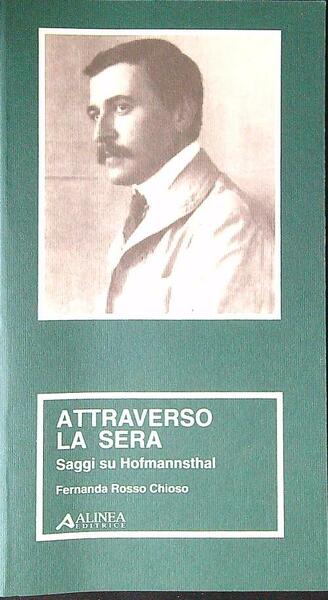 ATTRAVERSO
LA SERA
Saggi su Hofmannsthal
Fernanda Rosso Chioso
ALINEA
EDITRICE